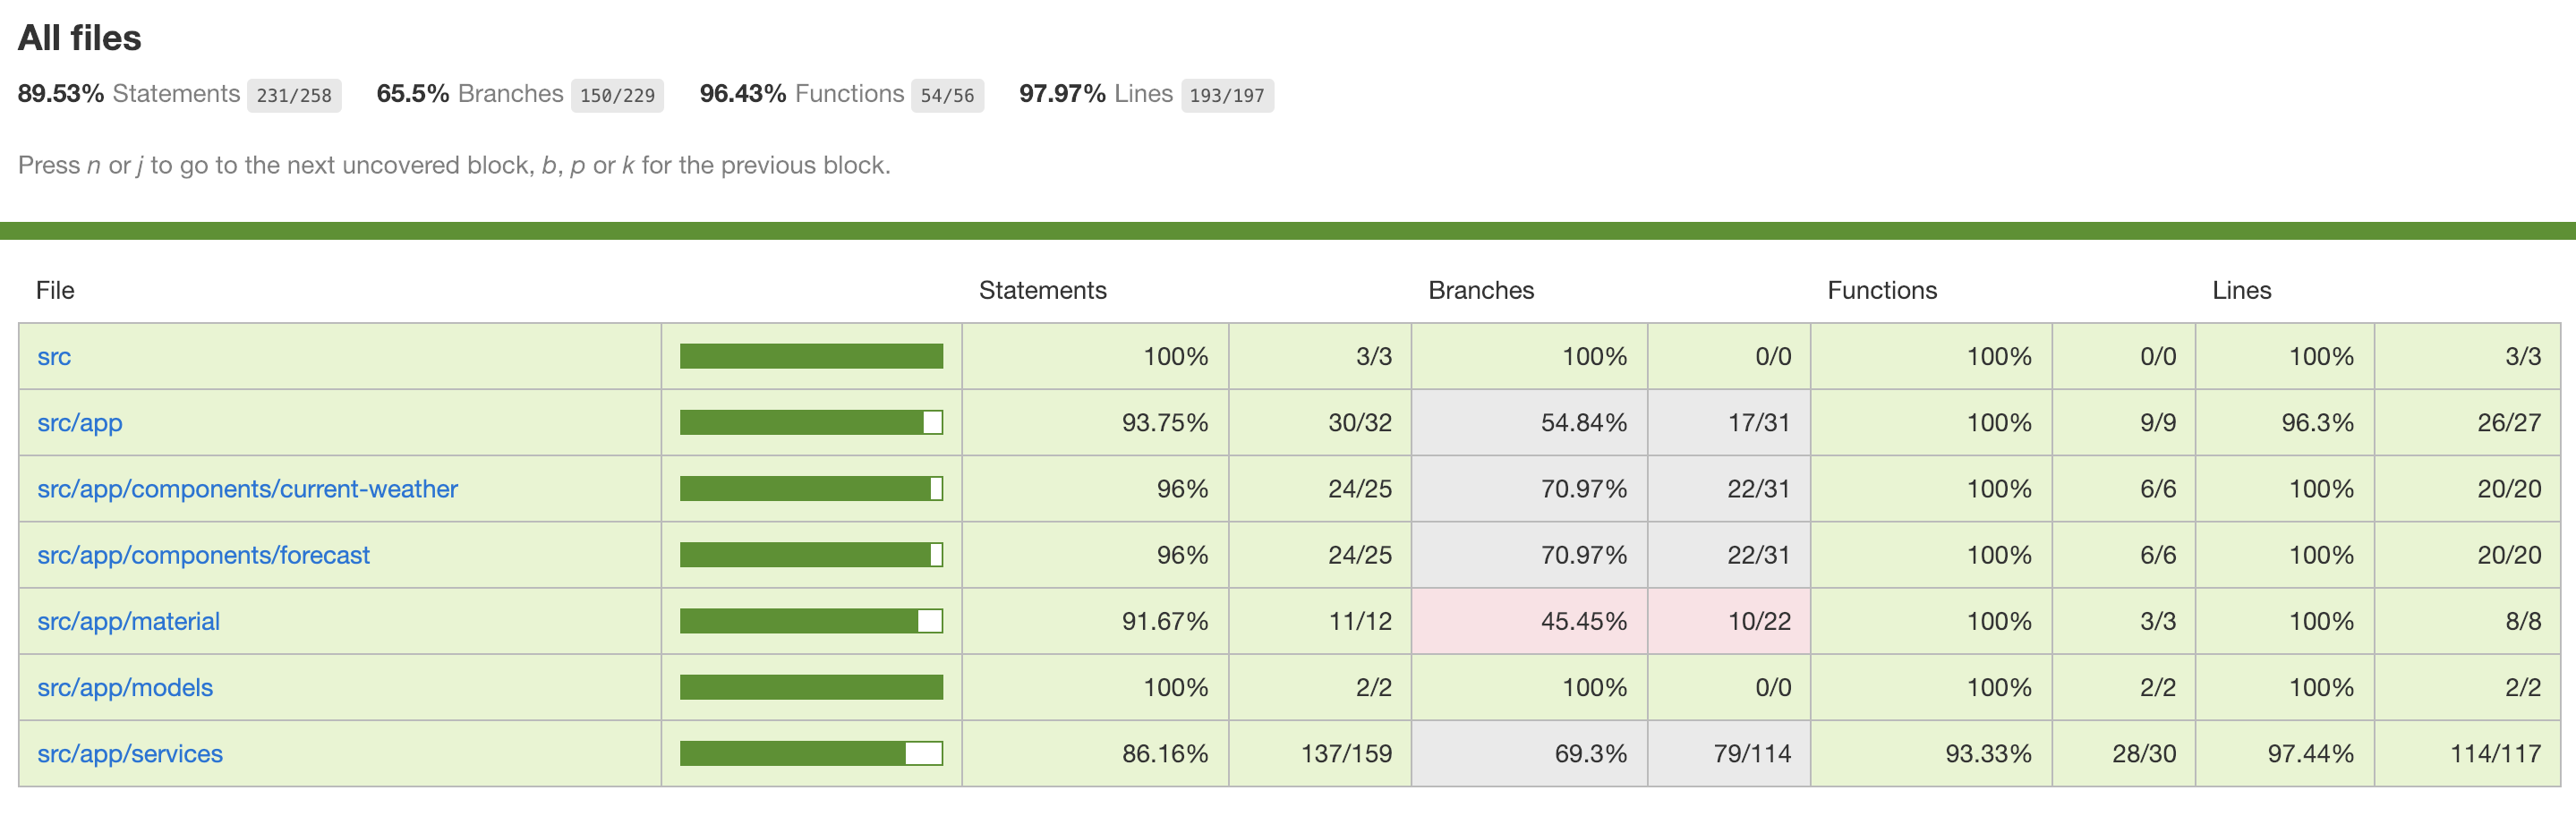 All files
89.53% Statements 231/258 65.5% Branches 150/229 96.43% Functions 54/56 97.97% Lines 193/197
Press n or j to go to the next uncovered block, b, p or k for the previous block.
File Statements Branches Functions Lines
src 100% 3/3 100% 0/0 100% 0/0 100% 3/3
src/app 93.75% 30/32 54.84% 17/31 100% 9/9 96.3% 26/27
src/app/components/current-weather 96% 24/25 70.97% 22/31 100% 6/6 100% 20/20
src/app/components/forecast 96% 24/25 70.97% 22/31 100% 6/6 100% 20/20
src/app/material 91.67% 11/12 45.45% 10/22 100% 3/3 100% 8/8
src/app/models 100% 2/2 100% 0/0 100% 2/2 100% 2/2
src/app/services 86.16% 137/159 69.3% 79/114 93.33% 28/30 97.44% 114/117